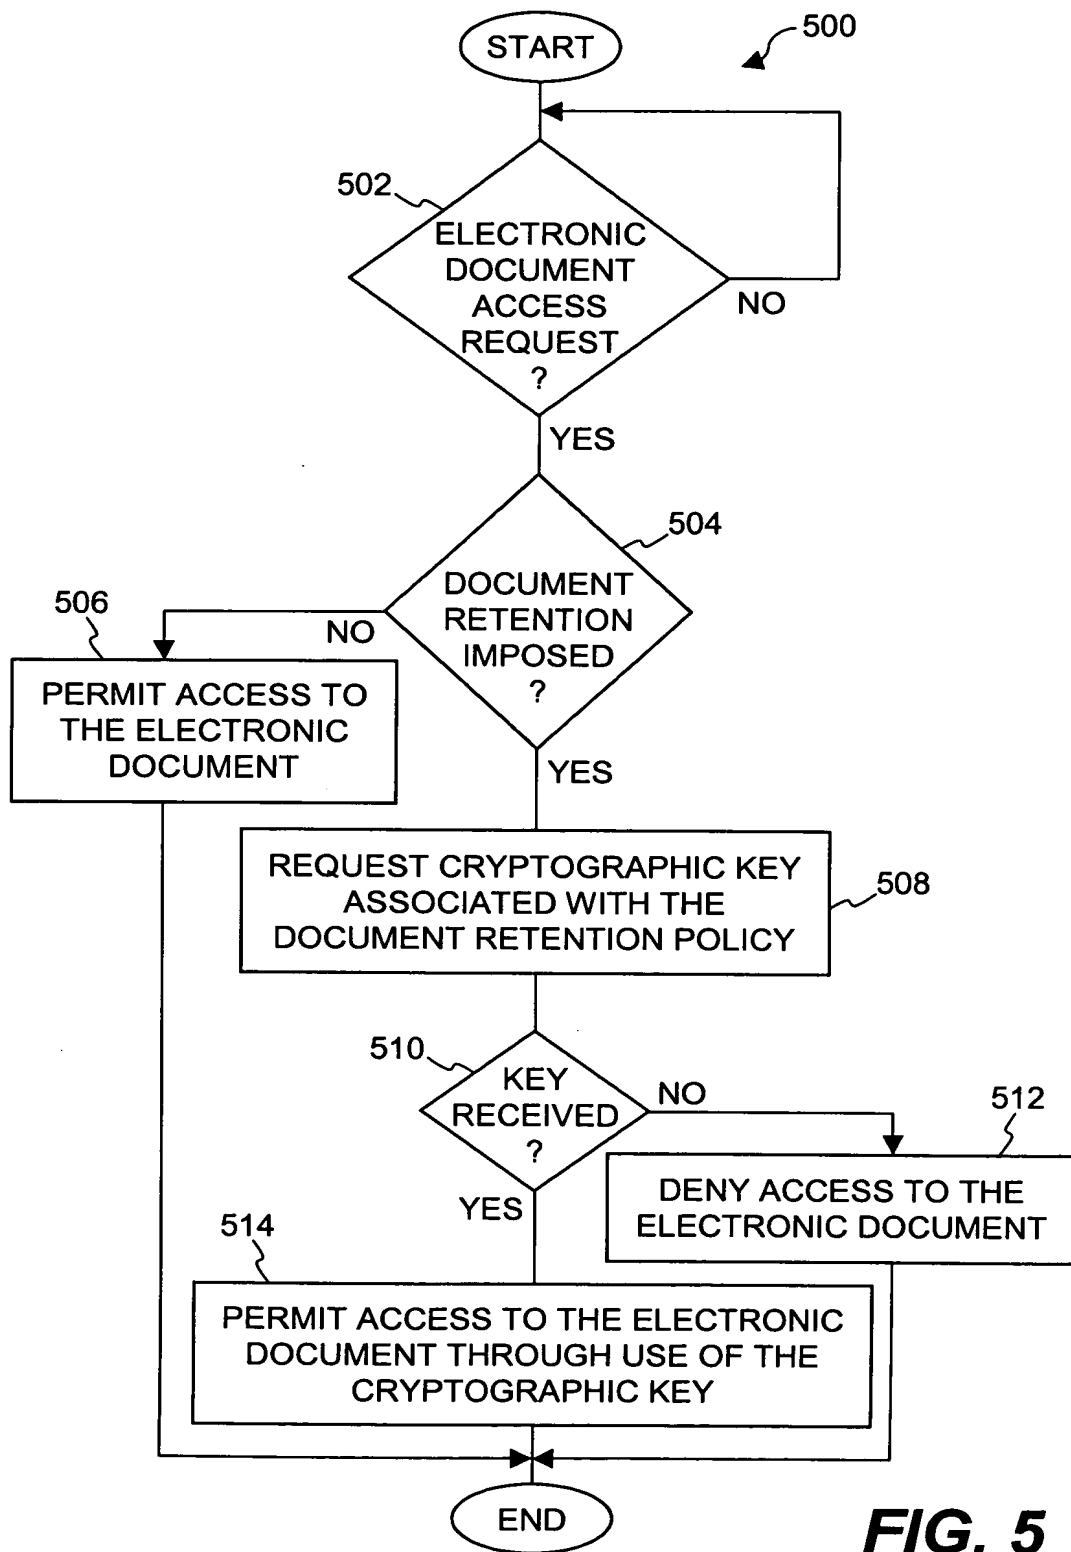 START
500
502
ELECTRONIC
DOCUMENT
ACCESS
REQUEST
?
NO
YES
504
DOCUMENT
RETENTION
IMPOSED
?
NO
506
PERMIT ACCESS TO
THE ELECTRONIC
DOCUMENT
YES
REQUEST CRYPTOGRAPHIC KEY
ASSOCIATED WITH THE
DOCUMENT RETENTION POLICY
508
510
KEY
RECEIVED
?
NO
512
DENY ACCESS TO THE
ELECTRONIC DOCUMENT
YES
514
PERMIT ACCESS TO THE ELECTRONIC
DOCUMENT THROUGH USE OF THE
CRYPTOGRAPHIC KEY
END
FIG. 5